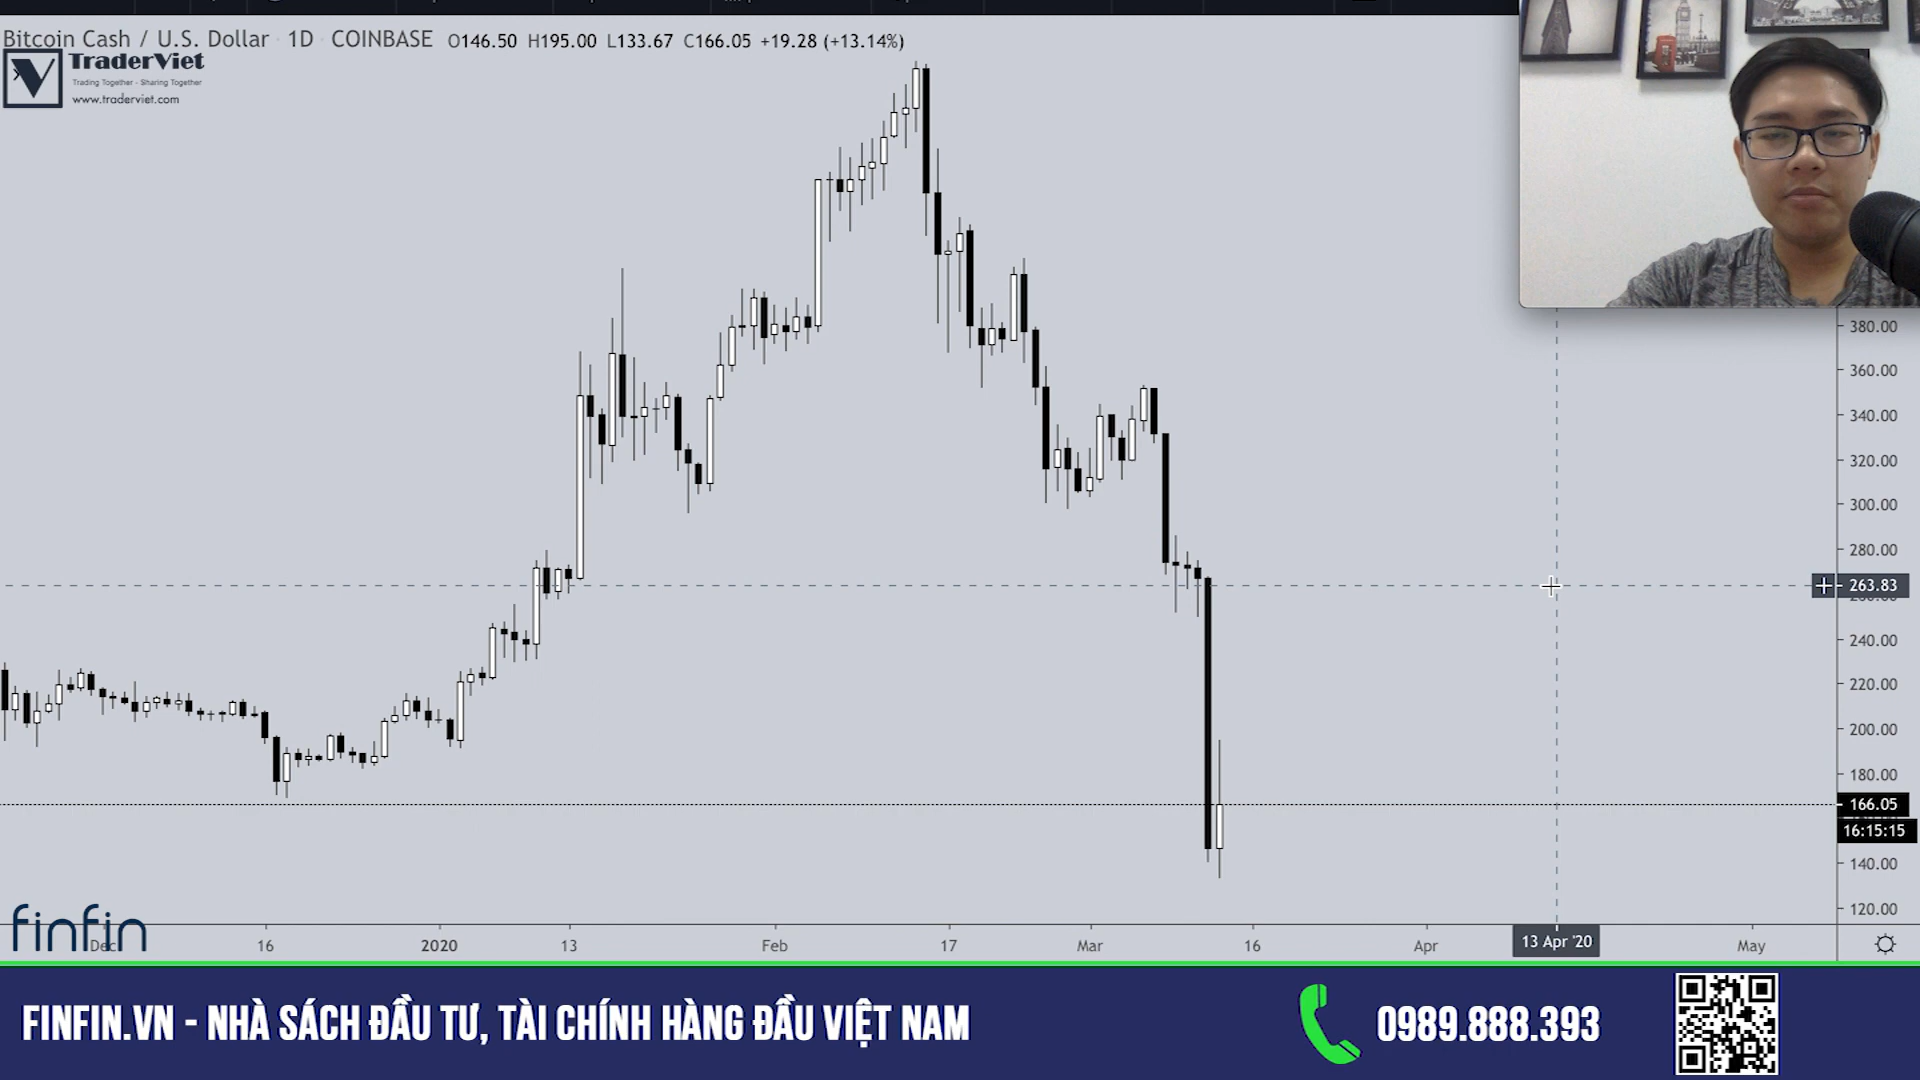 Bitcoin Cash / U.S. Dollar 1D COINBASE O146.50 H195.00 L133.67 C166.05 +19.28 (+13.14%)
TraderViet
Trading Together - Sharing Together
www.traderviet.com
380.00
360.00
340.00
320.00
300.00
280.00
263.83
240.00
220.00
200.00
180.00
166.05
16:15:15
140.00
120.00
finfin
Dec 16 2020 13 Feb 17 Mar 16 Apr 13 Apr '20 May
FINFIN.VN - NHÀ SÁCH ĐẦU TƯ, TÀI CHÍNH HÀNG ĐẦU VIỆT NAM
0989.888.393